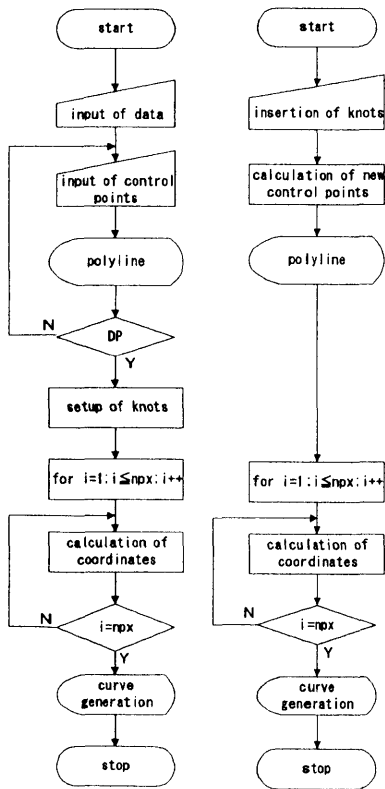 start
input of data
input of control
points
polyline
N
DP
Y
setup of knots
for i=1;i≦npx;i++
calculation of
coordinates
N
i=npx
Y
curve
generation
stop
start
insertion of knots
calculation of new
control points
polyline
for i=1;i≦npx;i++
calculation of
coordinates
N
i=npx
Y
curve
generation
stop